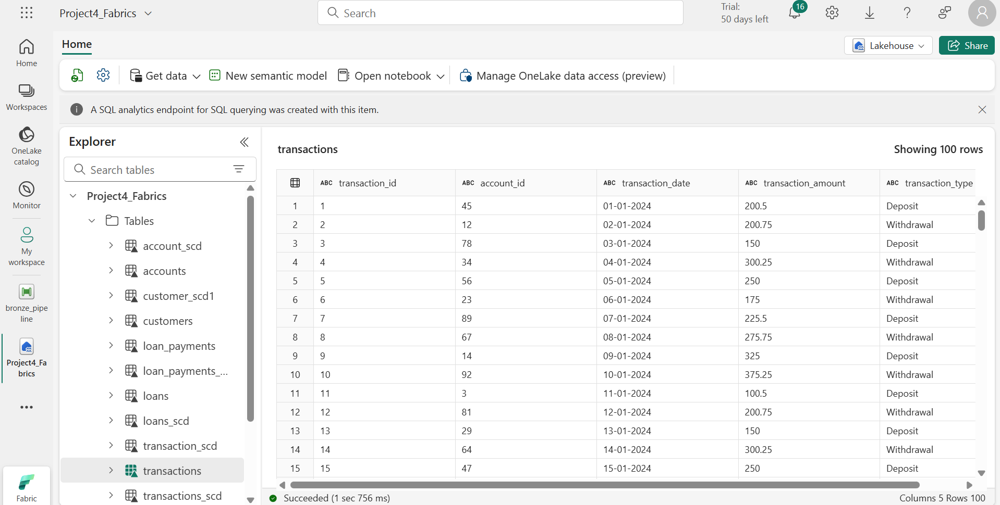 Project4_Fabrics
Search
Trial:
50 days left
16
Home
Workspaces
OneLake
catalog
Monitor
My
workspace
bronze_pipe
line
Project4_Fa
brics
Fabric
Home
Lakehouse
Share
Get data
New semantic model
Open notebook
Manage OneLake data access (preview)
A SQL analytics endpoint for SQL querying was created with this item.
Explorer
Search tables
Project4_Fabrics
Tables
account_scd
accounts
customer_scd1
customers
loan_payments
loan_payments_...
loans
loans_scd
transaction_scd
transactions
transactions_scd
transactions
Showing 100 rows
ABC transaction_id ABC account_id ABC transaction_date ABC transaction_amount ABC transaction_type
1 1 45 01-01-2024 200.5 Deposit
2 2 12 02-01-2024 200.75 Withdrawal
3 3 78 03-01-2024 150 Deposit
4 4 34 04-01-2024 300.25 Withdrawal
5 5 56 05-01-2024 250 Deposit
6 6 23 06-01-2024 175 Withdrawal
7 7 89 07-01-2024 225.5 Deposit
8 8 67 08-01-2024 275.75 Withdrawal
9 9 14 09-01-2024 325 Deposit
10 10 92 10-01-2024 375.25 Withdrawal
11 11 3 11-01-2024 100.5 Deposit
12 12 81 12-01-2024 200.75 Withdrawal
13 13 29 13-01-2024 150 Deposit
14 14 64 14-01-2024 300.25 Withdrawal
15 15 47 15-01-2024 250 Deposit
Succeeded (1 sec 756 ms)
Columns 5 Rows 100